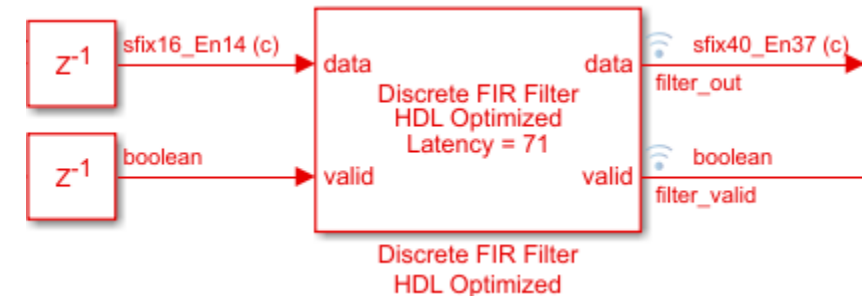 Z-1
sfix16_En14 (c)
data
data
sfix40_En37 (c)
filter_out
Discrete FIR Filter
HDL Optimized
Latency = 71
Z-1
boolean
valid
valid
boolean
filter_valid
Discrete FIR Filter
HDL Optimized